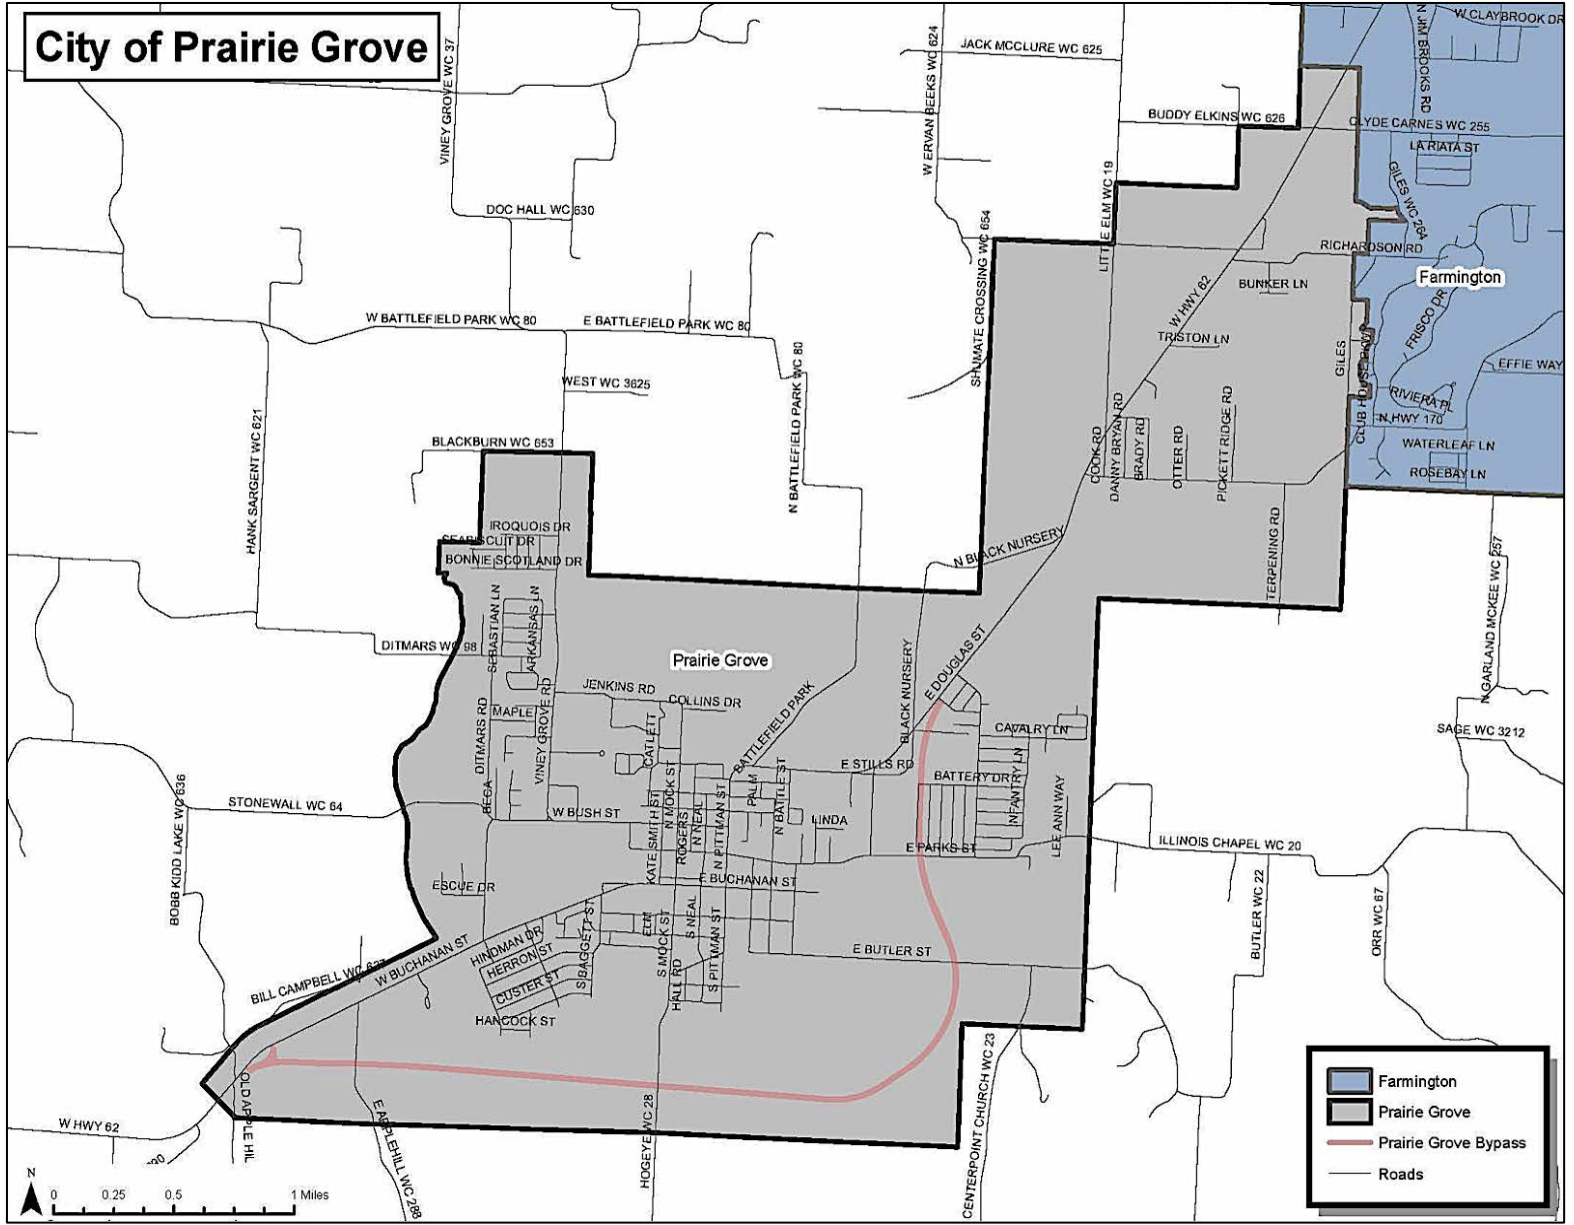 City of Prairie Grove
W CLAYBROOK DR
N JIM BROOKS RD
JACK MCCLURE WC 625
VINEY GROVE WC 37
W ERVAN BEEKS WC 624
BUDDY ELKINS WC 626
CLYDE CARNES WC 255
LA RIATA ST
GILES WC 264
LITTLE ELM WC 19
DOC HALL WC 630
SHUMATE CROSSING WC 654
RICHARDSON RD
Farmington
BUNKER LN
W HWY 62
FRISCO DR
W BATTLEFIELD PARK WC 80
E BATTLEFIELD PARK WC 80
TRISTON LN
GILES
CLUB HOUSE PKWY
EFFIE WAY
N BATTLEFIELD PARK WC 80
WEST WC 3625
RIVIERA PL
N HWY 170
HANK SARGENT WC 621
BLACKBURN WC 653
COOK RD
DANNY BRYAN RD
BRADY RD
OTTER RD
PICKETT RIDGE RD
WATERLEAF LN
ROSEBAY LN
IROQUOIS DR
SEABISCUIT DR
BONNIE SCOTLAND DR
N BLACK NURSERY
TERPENING RD
N GARLAND MCKEE WC 257
SEBASTIAN LN
ARKANSAS LN
DITMARS WC 98
Prairie Grove
E DOUGLAS ST
BLACK NURSERY
JENKINS RD
COLLINS DR
BATTLEFIELD PARK
MAPLE
DITMARS RD
VINEY GROVE RD
CATLETT
CAVALRY LN
SAGE WC 3212
E STILLS RD
BATTERY DR
INFANTRY LN
LEE ANN WAY
BOBB KIDD LAKE WC 636
STONEWALL WC 64
BECA
W BUSH ST
KATE SMITH ST
N MOCK ST
ROGERS
N NEAL
N PITTMAN ST
PALM
N BATTLE ST
LINDA
E PARKS ST
ILLINOIS CHAPEL WC 20
ESCUE DR
E BUCHANAN ST
BUTLER WC 22
ORR WC 67
HINDMAN DR
HERRON ST
CUSTER ST
HANCOCK ST
S BAGGETT ST
ELM
S MOCK ST
S NEAL
HALL RD
S PITTMAN ST
E BUTLER ST
W BUCHANAN ST
BILL CAMPBELL WC 627
OLD APPLE HIL
E APPLEHILL WC 288
HOGEYE WC 28
CENTERPOINT CHURCH WC 23
W HWY 62
N
0 0.25 0.5 1 Miles
Farmington
Prairie Grove
Prairie Grove Bypass
Roads